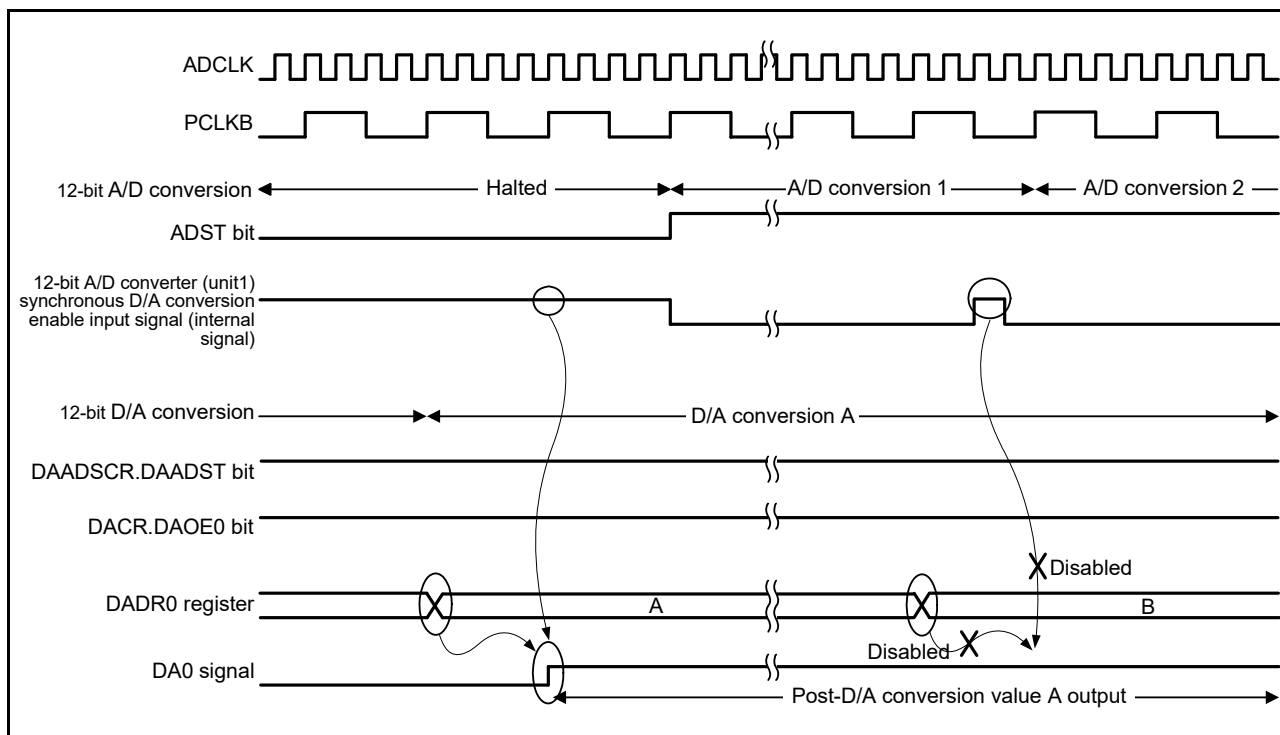 ADCLK
PCLKB
12-bit A/D conversion
Halted
A/D conversion 1
A/D conversion 2
ADST bit
12-bit A/D converter (unit1)
synchronous D/A conversion
enable input signal (internal
signal)
12-bit D/A conversion
D/A conversion A
DAADSCR.DAADST bit
DACR.DAOE0 bit
Disabled
DADR0 register
A
B
Disabled
DA0 signal
Post-D/A conversion value A output